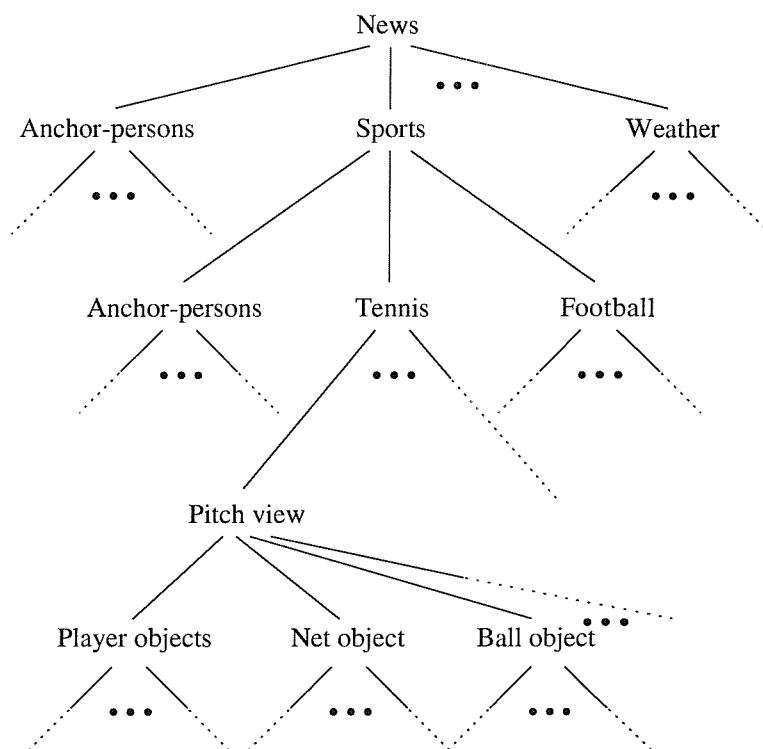 News
Anchor-persons Sports Weather
Anchor-persons Tennis Football
Pitch view
Player objects Net object Ball object